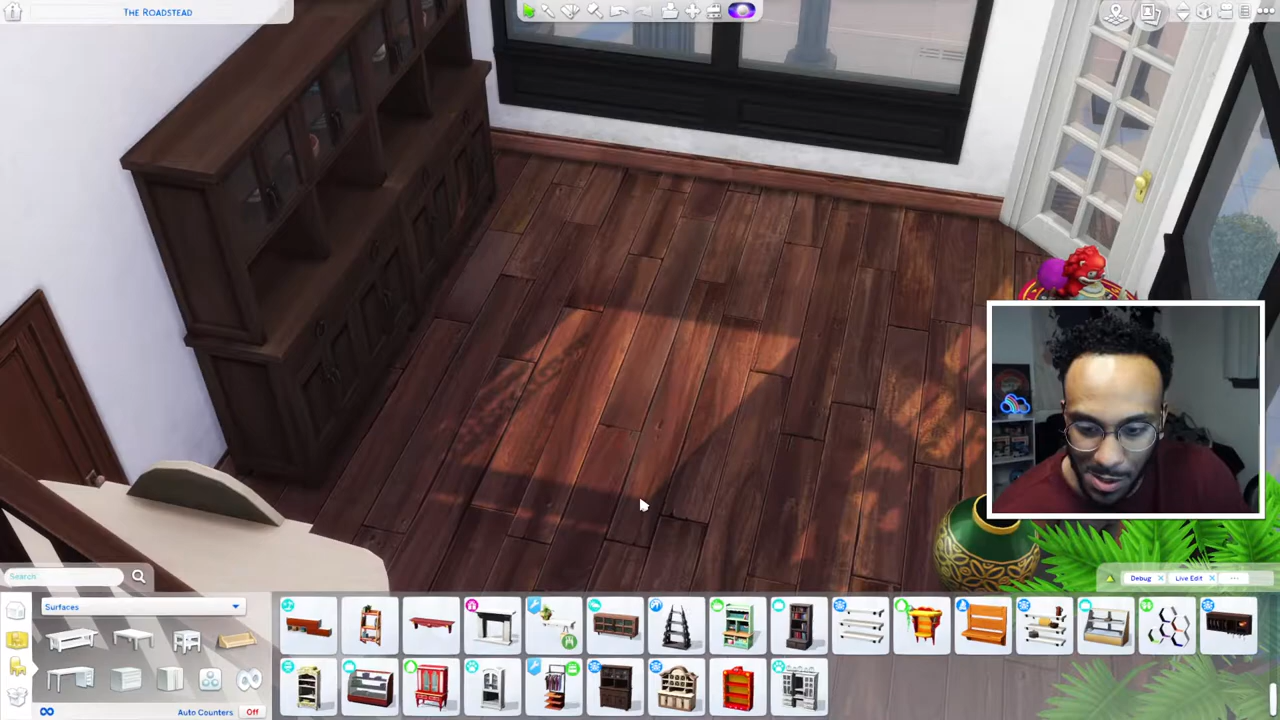 The Roadstead
Search
Debug
Live Edit
Surfaces
Auto Counters
Off